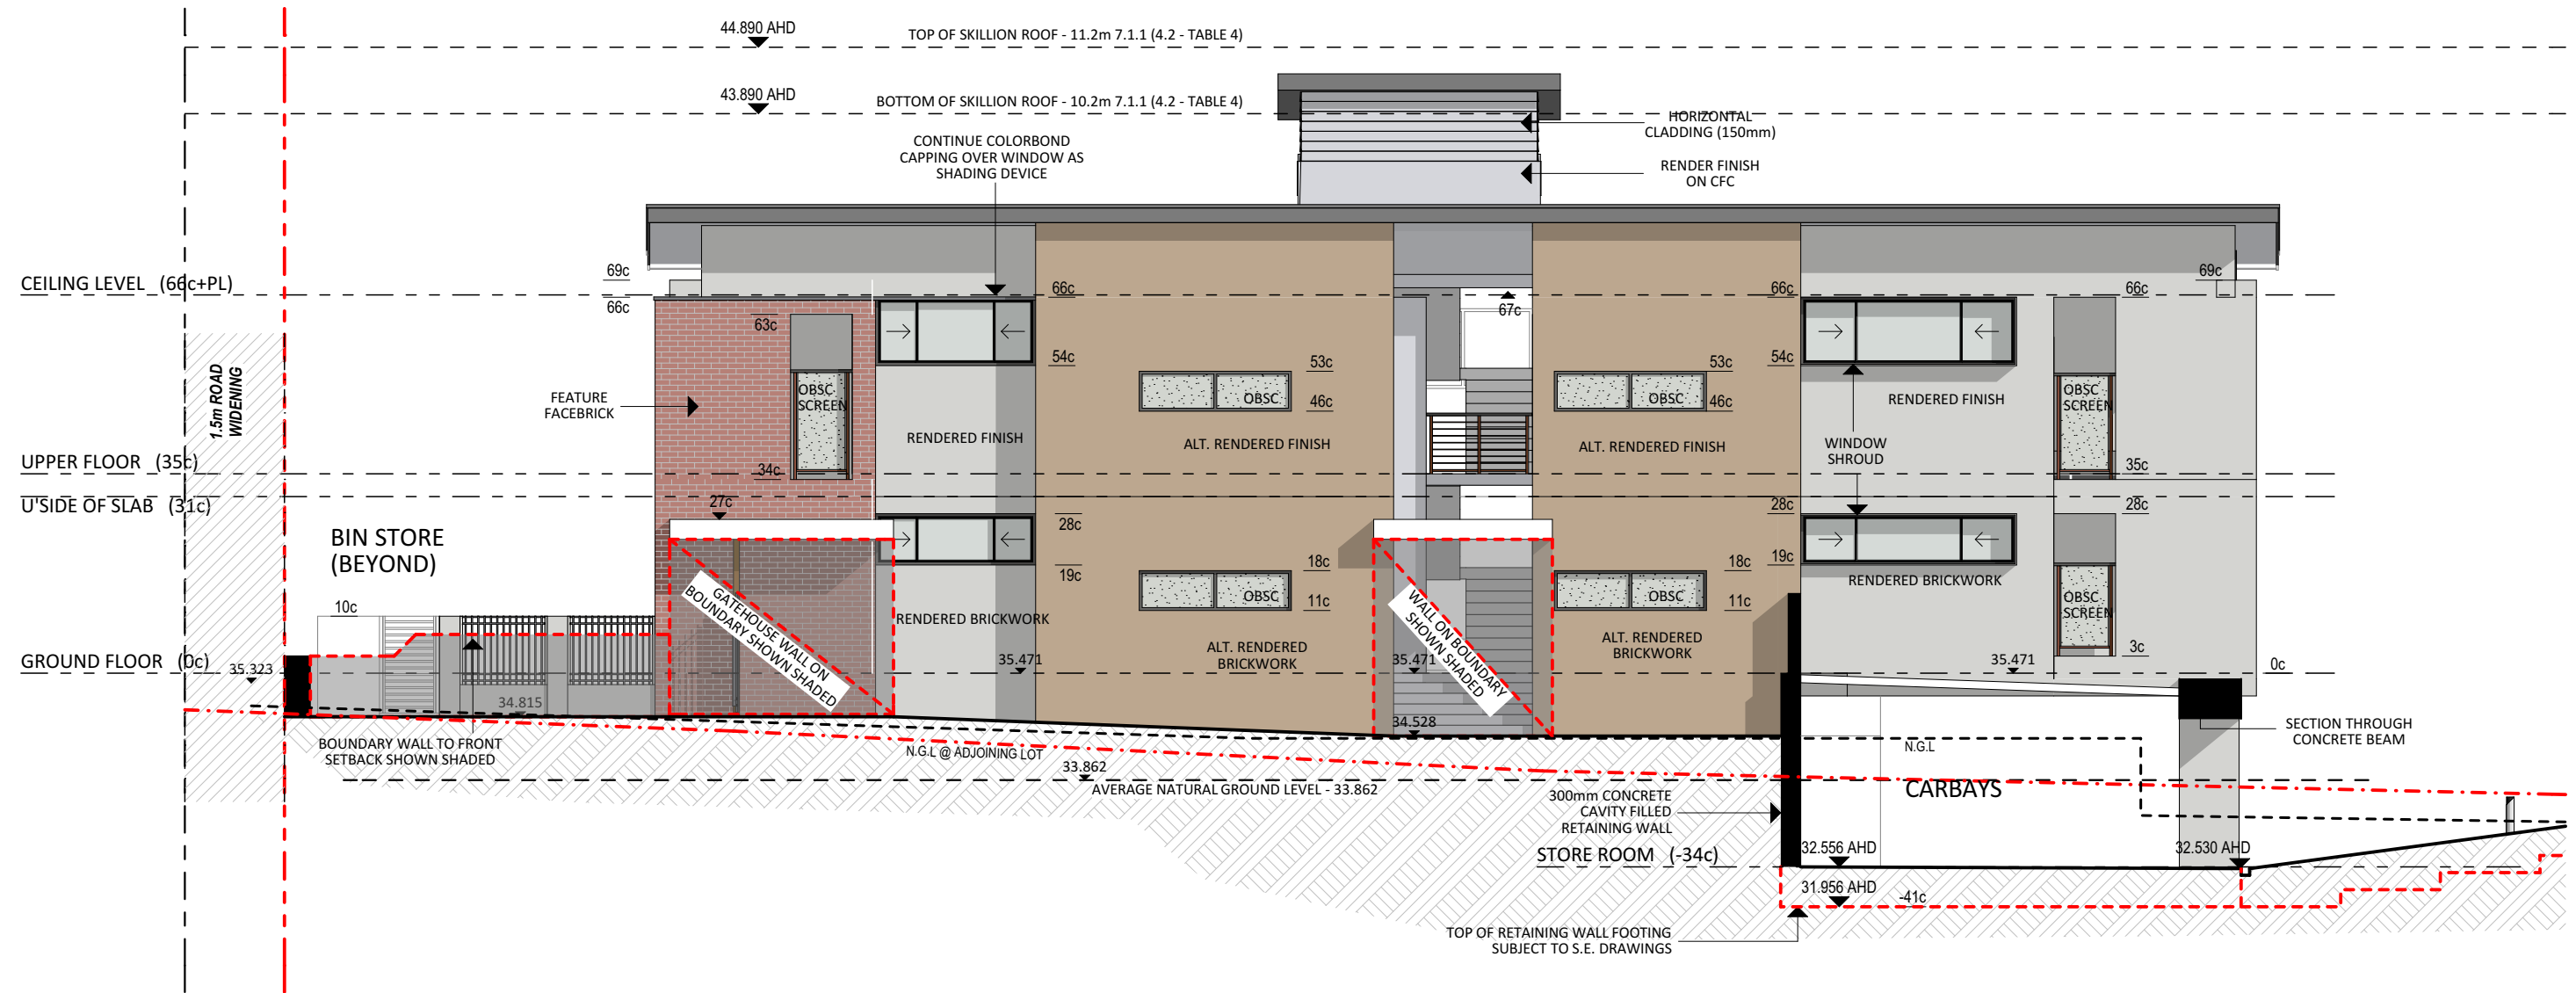 44.890 AHD
TOP OF SKILLION ROOF - 11.2m 7.1.1 (4.2 - TABLE 4)
43.890 AHD
BOTTOM OF SKILLION ROOF - 10.2m 7.1.1 (4.2 - TABLE 4)
HORIZONTAL
CLADDING (150mm)
CONTINUE COLORBOND
CAPPING OVER WINDOW AS
SHADING DEVICE
RENDER FINISH
ON CFC
CEILING LEVEL (66c+PL)
69c
66c
66c
67c
66c
66c
69c
63c
54c
53c
46c
53c
46c
54c
1.5m ROAD
WIDENING
FEATURE
FACEBRICK
OBSC
SCREEN
OBSC
OBSC
OBSC
SCREEN
RENDERED FINISH
ALT. RENDERED FINISH
ALT. RENDERED FINISH
RENDERED FINISH
WINDOW
SHROUD
UPPER FLOOR (35c)
34c
35c
U'SIDE OF SLAB (31c)
27c
28c
28c
28c
BIN STORE
(BEYOND)
19c
18c
11c
18c
11c
19c
OBSC
OBSC
OBSC
SCREEN
RENDERED BRICKWORK
10c
GATEHOUSE WALL ON
BOUNDARY SHOWN SHADED
RENDERED BRICKWORK
ALT. RENDERED
BRICKWORK
WALL ON BOUNDARY
SHOWN SHADED
ALT. RENDERED
BRICKWORK
3c
GROUND FLOOR (0c)
35.323
35.471
35.471
35.471
0c
34.815
34.528
BOUNDARY WALL TO FRONT
SETBACK SHOWN SHADED
N.G.L @ ADJOINING LOT
N.G.L
SECTION THROUGH
CONCRETE BEAM
33.862
AVERAGE NATURAL GROUND LEVEL - 33.862
CARBAYS
300mm CONCRETE
CAVITY FILLED
RETAINING WALL
STORE ROOM (-34c)
32.556 AHD
32.530 AHD
31.956 AHD
-41c
TOP OF RETAINING WALL FOOTING
SUBJECT TO S.E. DRAWINGS